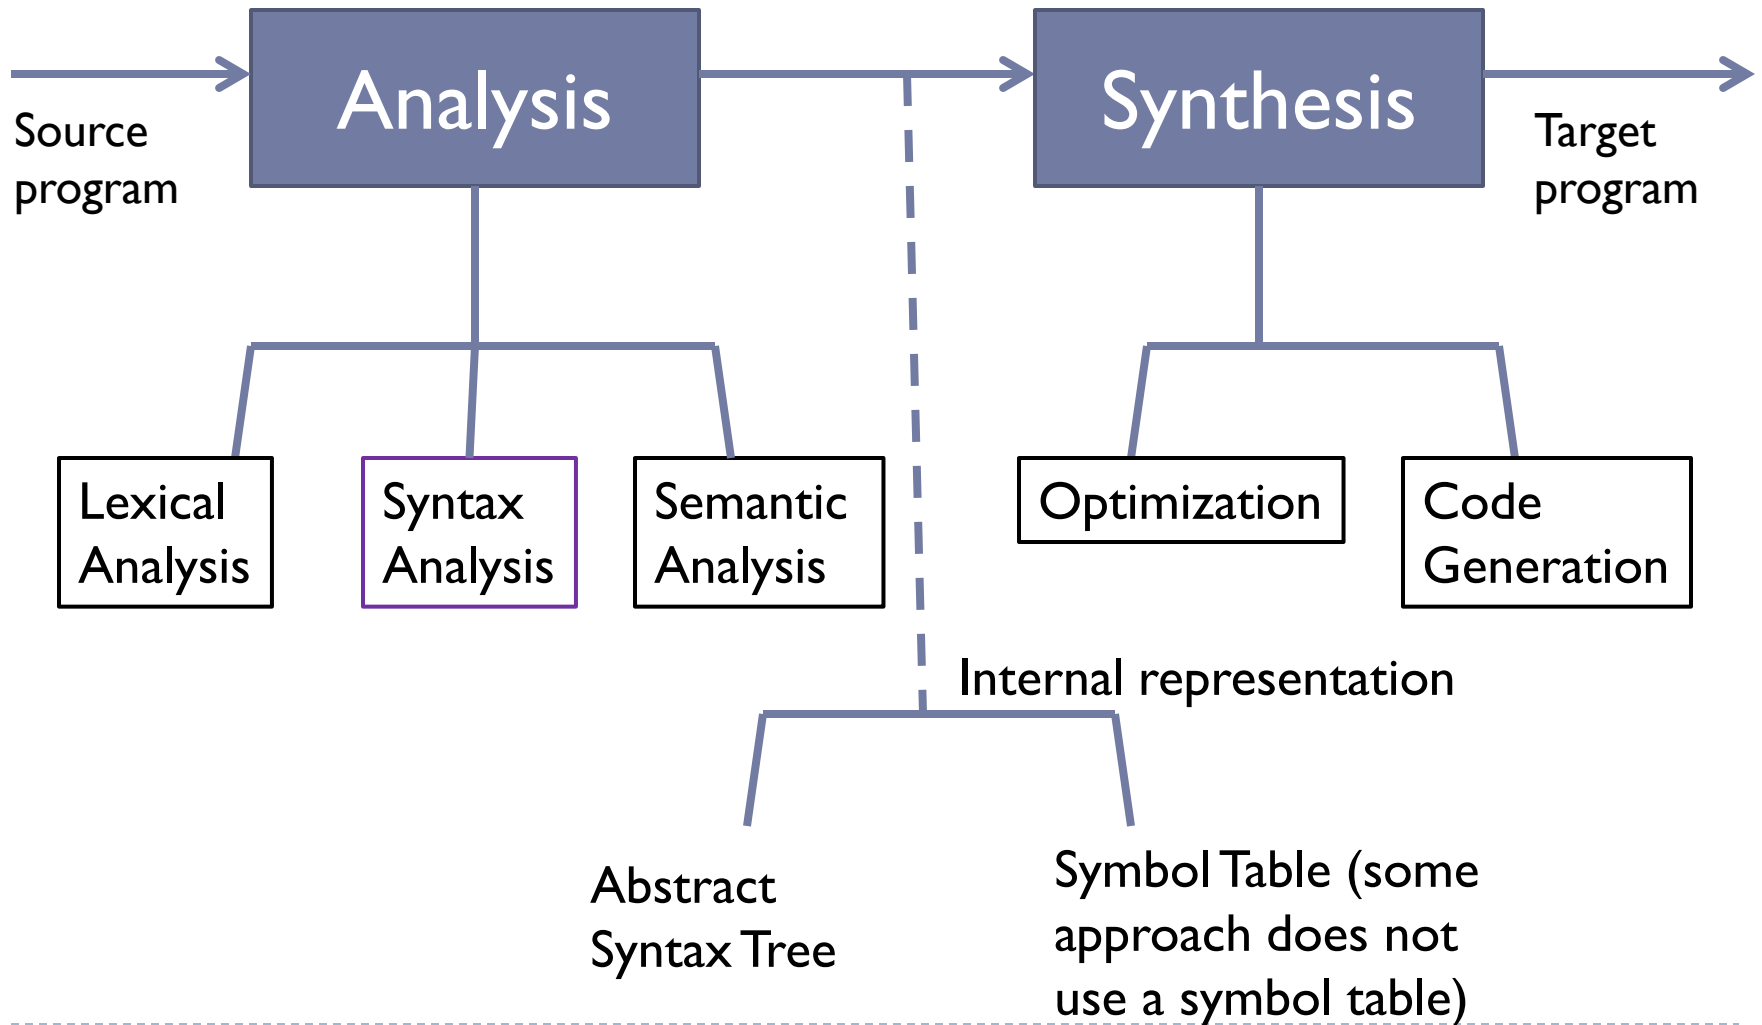 Analysis
Synthesis
Source
program
Target
program
Lexical
Analysis
Syntax
Analysis
Semantic
Analysis
Optimization
Code
Generation
Internal representation
Abstract
Syntax Tree
Symbol Table (some
approach does not
use a symbol table)